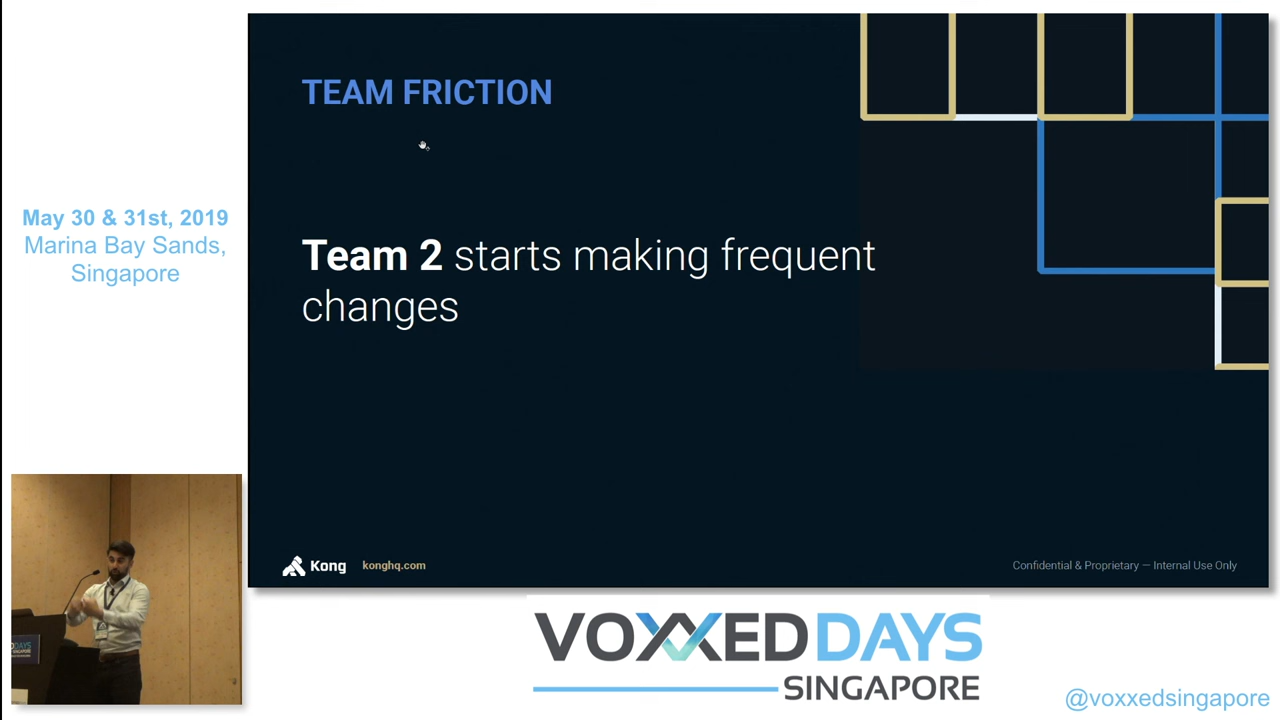 May 30 & 31st, 2019
Marina Bay Sands,
Singapore
TEAM FRICTION
Team 2 starts making frequent
changes
Kong
konghq.com
Confidential & Proprietary — Internal Use Only
VOXXED DAYS
SINGAPORE
@voxxedsingapore